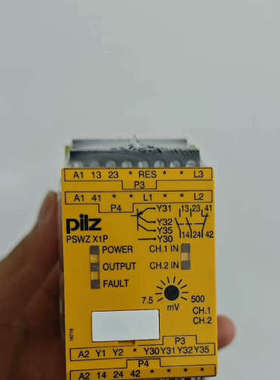 A1 13 23 * RES * * L3
P3
A1 41 * * L1 * * L2
P4 Y31 13 23 41
Y32
Y35
Y30 14 24 42
pilz
PSWZ X1P
POWER CH.1 IN
OUTPUT CH.2 IN
FAULT
7.5 500
mV
CH.1
CH.2
P3
A2 Y1 Y2 * Y30 Y31 Y32 Y35
P4
A2 14 24 42 * * * *